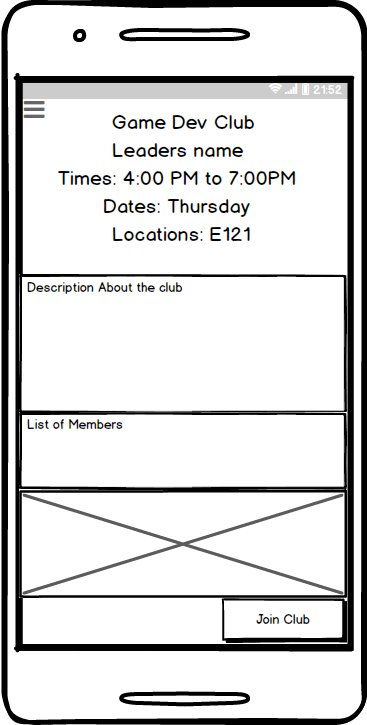 21:52
Game Dev Club
Leaders name
Times: 4:00 PM to 7:00PM
Dates: Thursday
Locations: E121
Description About the club
List of Members
Join Club